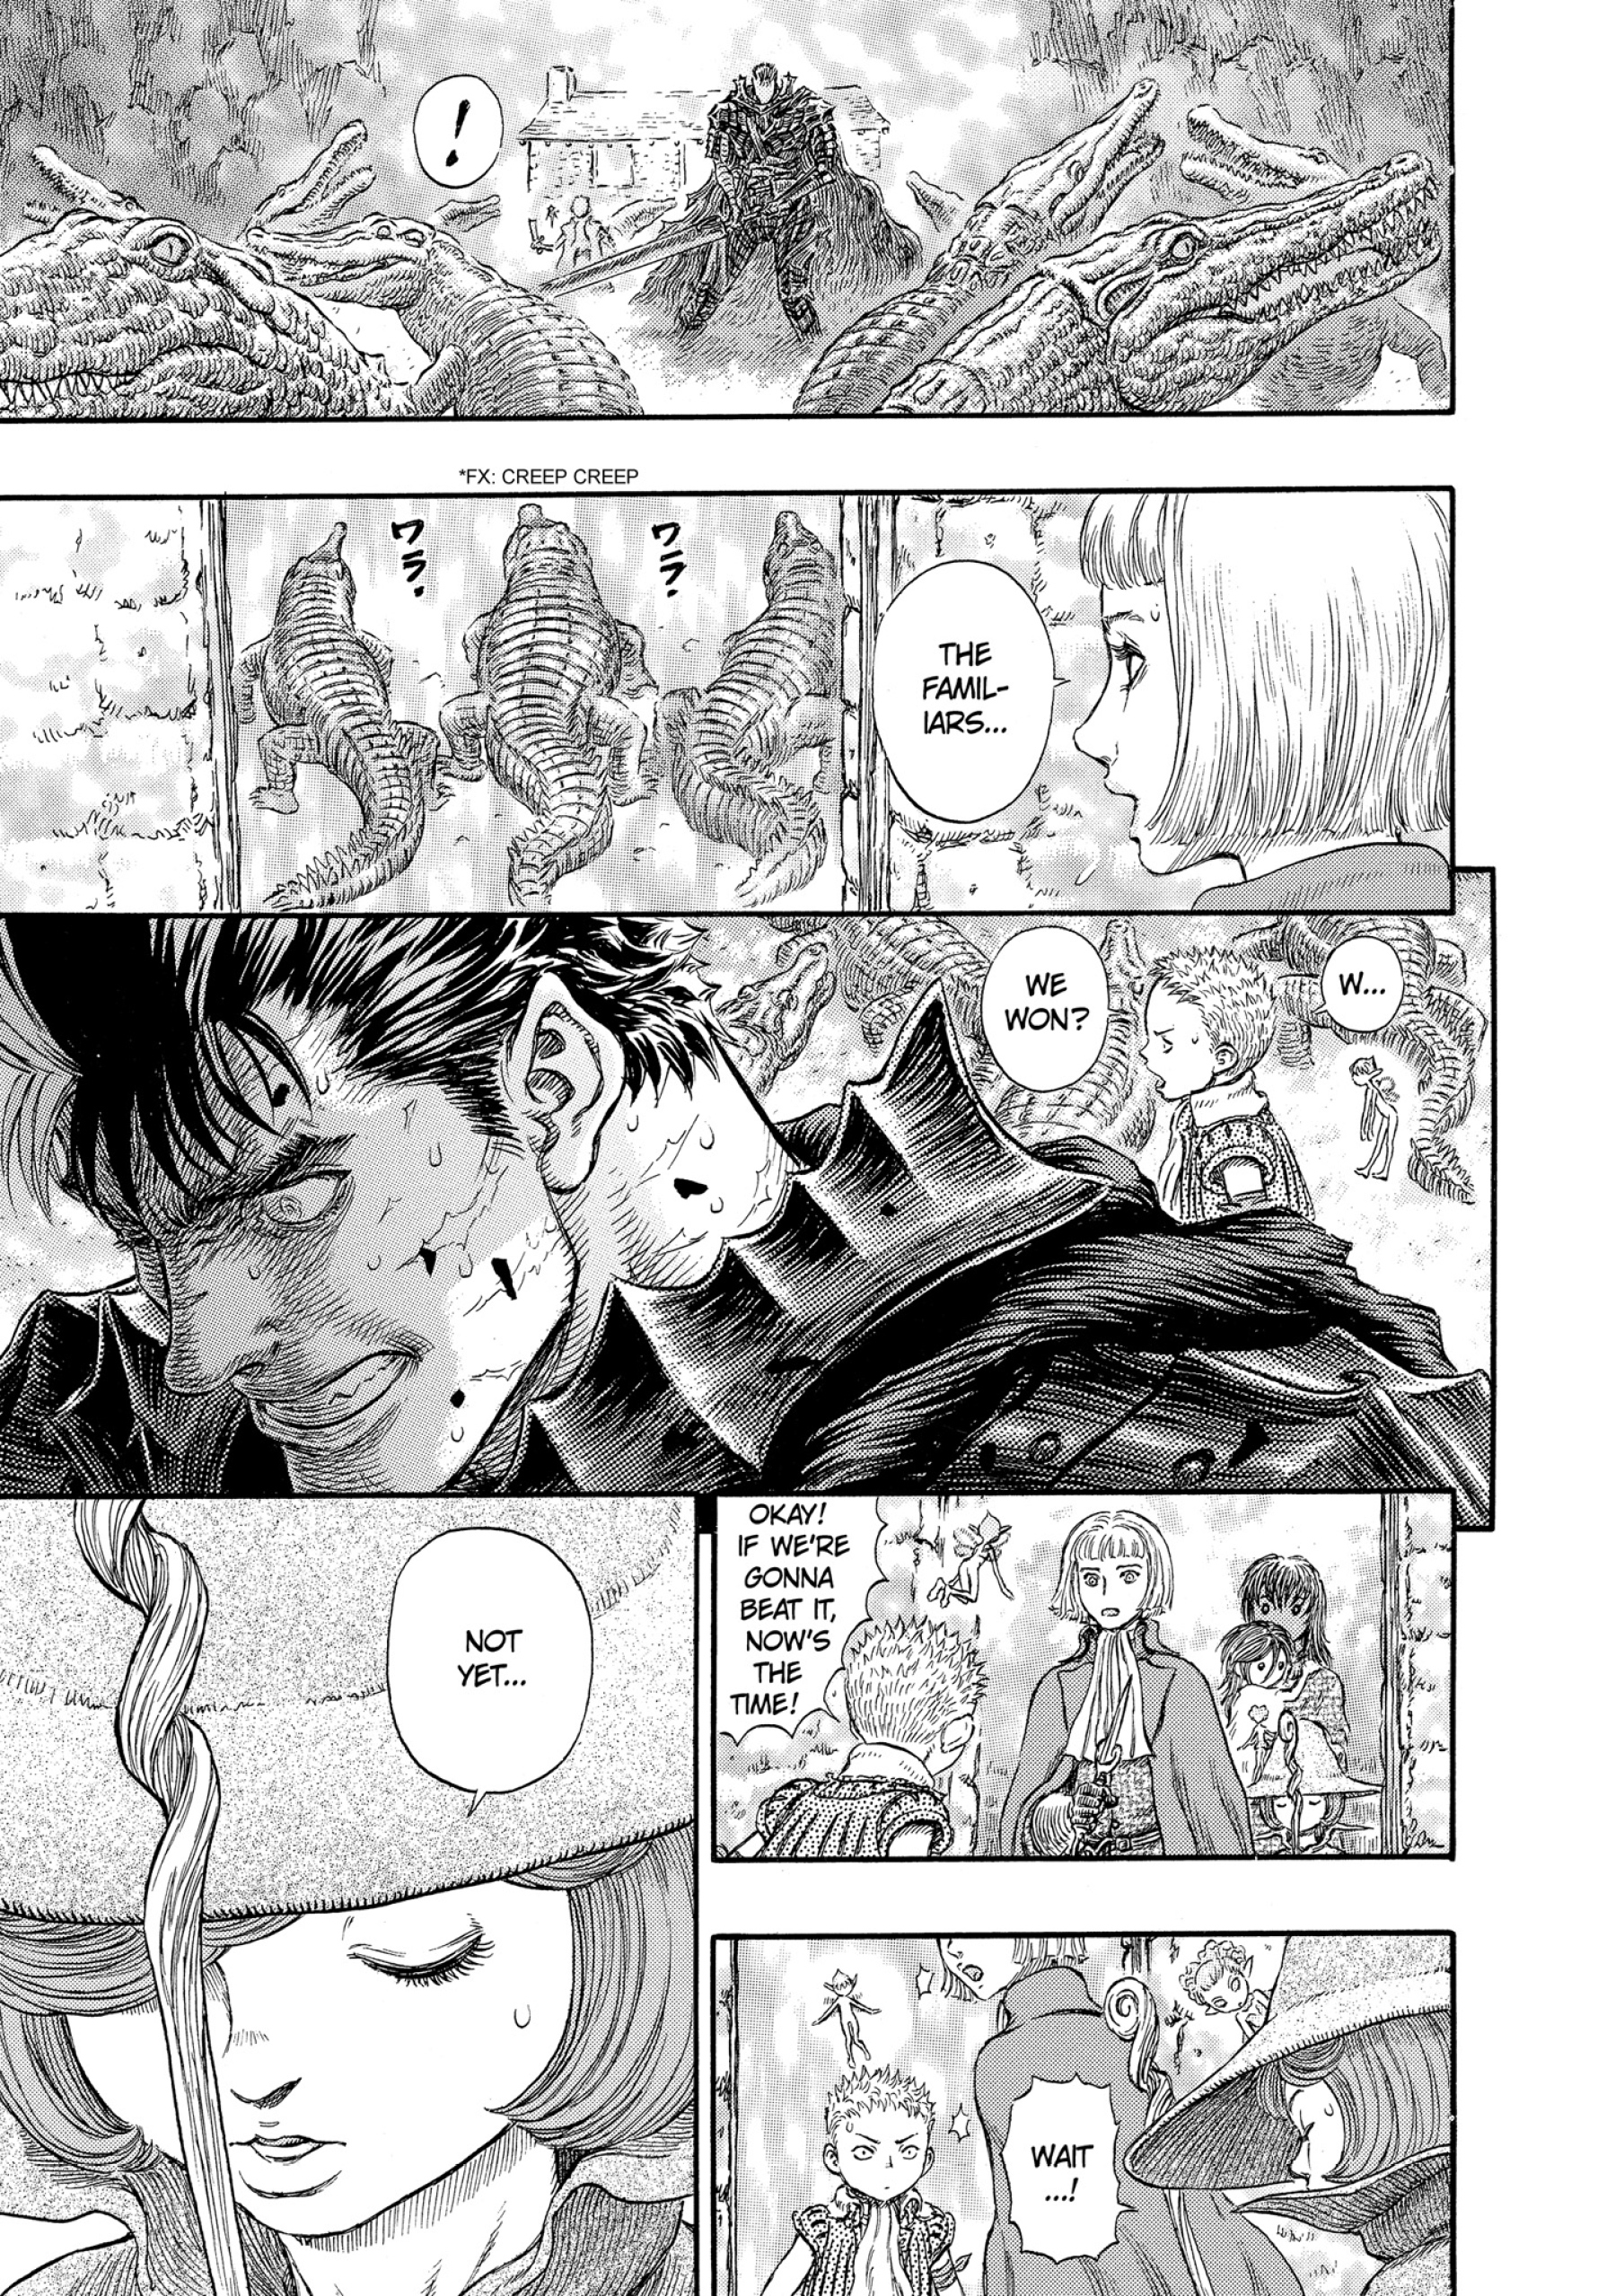 !
*FX: CREEP CREEP
THE
FAMIL-
IARS...
ワラ・
ワラ・
W...
WE
WON?
OKAY!
IF WE'RE
GONNA
BEAT IT,
NOW'S
THE
TIME!
WAIT
...!
NOT
YET...